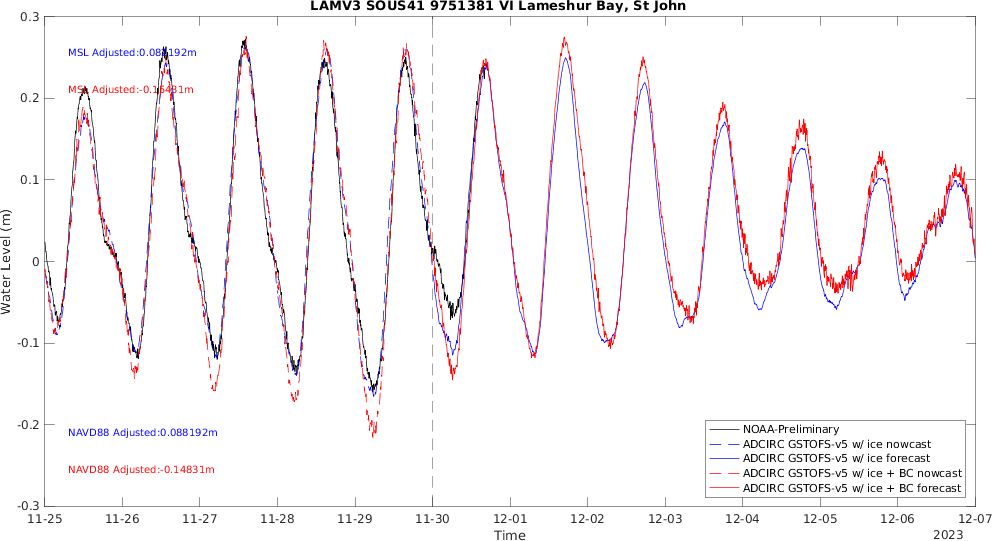 LAMV3 SOUS41 9751381 VI Lameshur Bay, St John
0.3
0.2
0.1
0
-0.1
-0.2
-0.3
Water Level (m)
MSL Adjusted:0.088192m
MSL Adjusted:-0.15431m
NAVD88 Adjusted:0.088192m
NAVD88 Adjusted:-0.14831m
NOAA-Preliminary
ADCIRC GSTOFS-v5 w/ ice nowcast
ADCIRC GSTOFS-v5 w/ ice forecast
ADCIRC GSTOFS-v5 w/ ice + BC nowcast
ADCIRC GSTOFS-v5 w/ ice + BC forecast
11-25 11-26 11-27 11-28 11-29 11-30 12-01 12-02 12-03 12-04 12-05 12-06 12-07
Time
2023